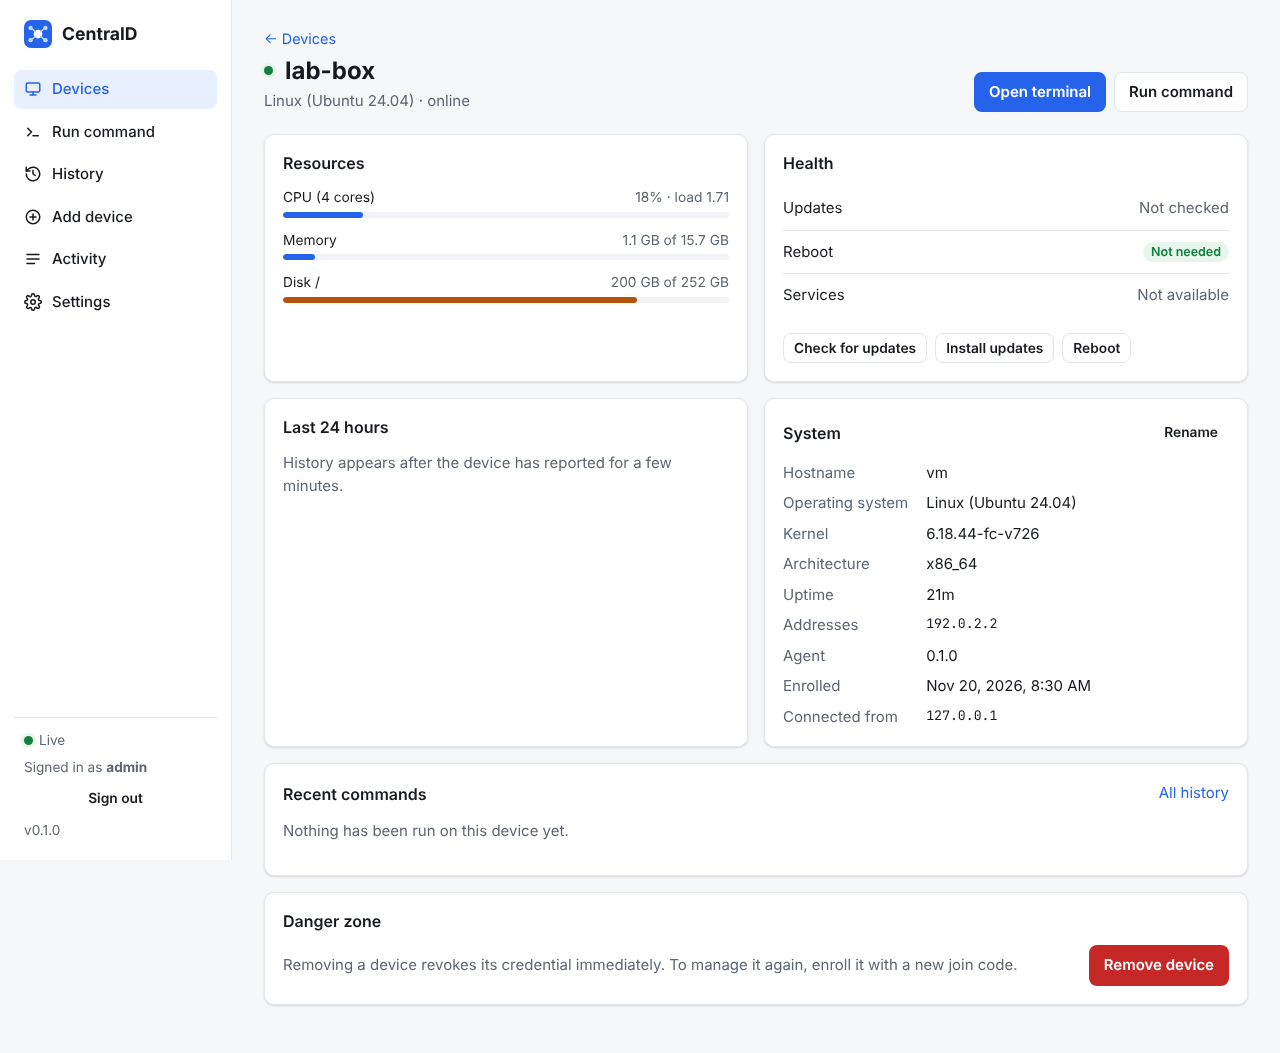 CentralD
Devices
Run command
History
Add device
Activity
Settings
Live
Signed in as admin
Sign out
v0.1.0
← Devices
lab-box
Linux (Ubuntu 24.04) · online
Open terminal
Run command
Resources
CPU (4 cores) 18% · load 1.71
Memory 1.1 GB of 15.7 GB
Disk / 200 GB of 252 GB
Health
Updates Not checked
Reboot Not needed
Services Not available
Check for updates Install updates Reboot
Last 24 hours
History appears after the device has reported for a few
minutes.
System Rename
Hostname vm
Operating system Linux (Ubuntu 24.04)
Kernel 6.18.44-fc-v726
Architecture x86_64
Uptime 21m
Addresses 192.0.2.2
Agent 0.1.0
Enrolled Nov 20, 2026, 8:30 AM
Connected from 127.0.0.1
Recent commands All history
Nothing has been run on this device yet.
Danger zone
Removing a device revokes its credential immediately. To manage it again, enroll it with a new join code. Remove device